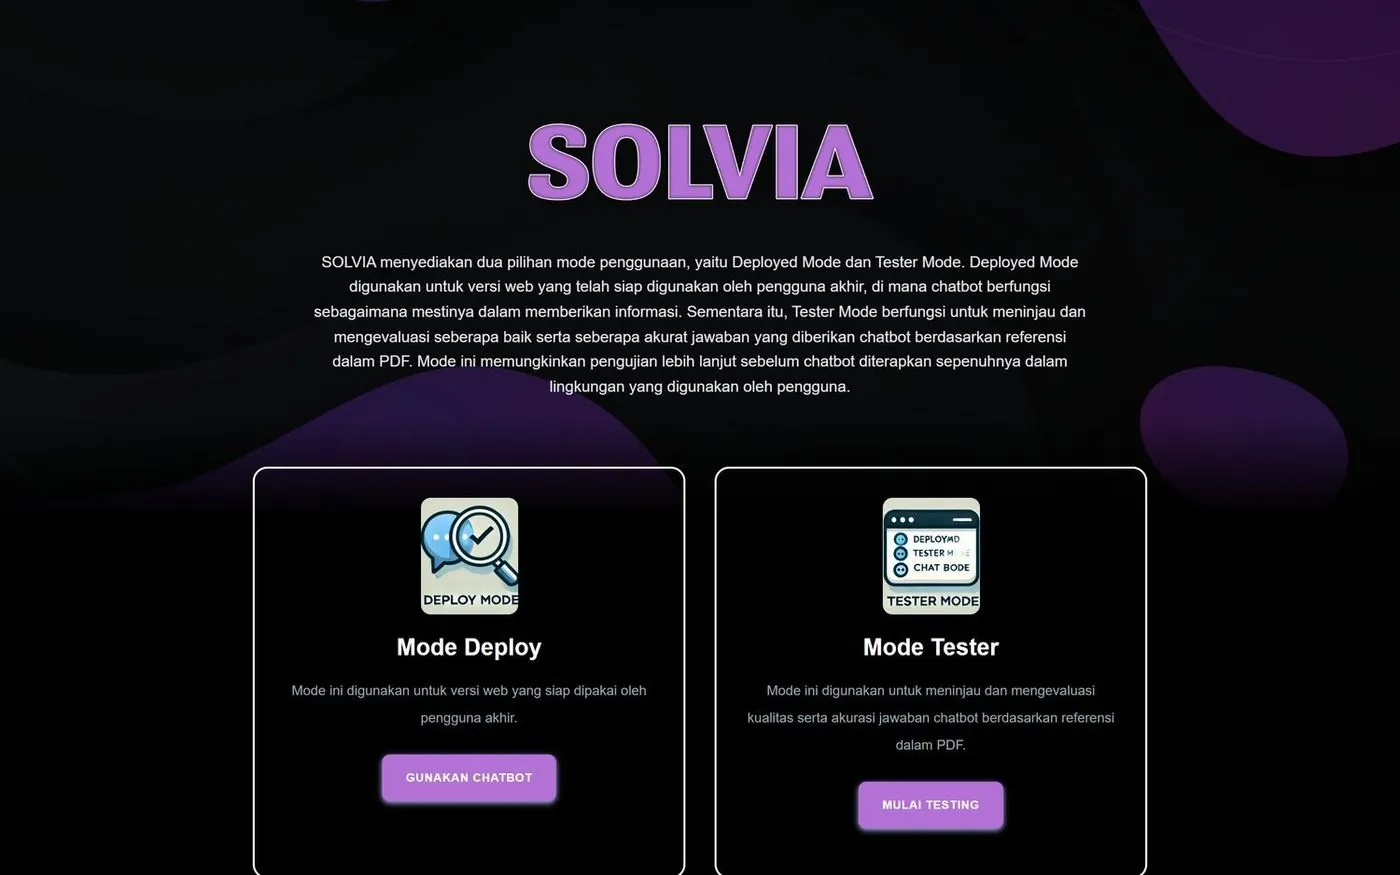 SOLVIA
SOLVIA menyediakan dua pilihan mode penggunaan, yaitu Deployed Mode dan Tester Mode. Deployed Mode
digunakan untuk versi web yang telah siap digunakan oleh pengguna akhir, di mana chatbot berfungsi
sebagaimana mestinya dalam memberikan informasi. Sementara itu, Tester Mode berfungsi untuk meninjau dan
mengevaluasi seberapa baik serta seberapa akurat jawaban yang diberikan chatbot berdasarkan referensi
dalam PDF. Mode ini memungkinkan pengujian lebih lanjut sebelum chatbot diterapkan sepenuhnya dalam
lingkungan yang digunakan oleh pengguna.
DEPLOY MODE
Mode Deploy
Mode ini digunakan untuk versi web yang siap dipakai oleh
pengguna akhir.
GUNAKAN CHATBOT
TESTER
CHAT BODE
TESTER MODE
Mode Tester
Mode ini digunakan untuk meninjau dan mengevaluasi
kualitas serta akurasi jawaban chatbot berdasarkan referensi
dalam PDF.
MULAI TESTING